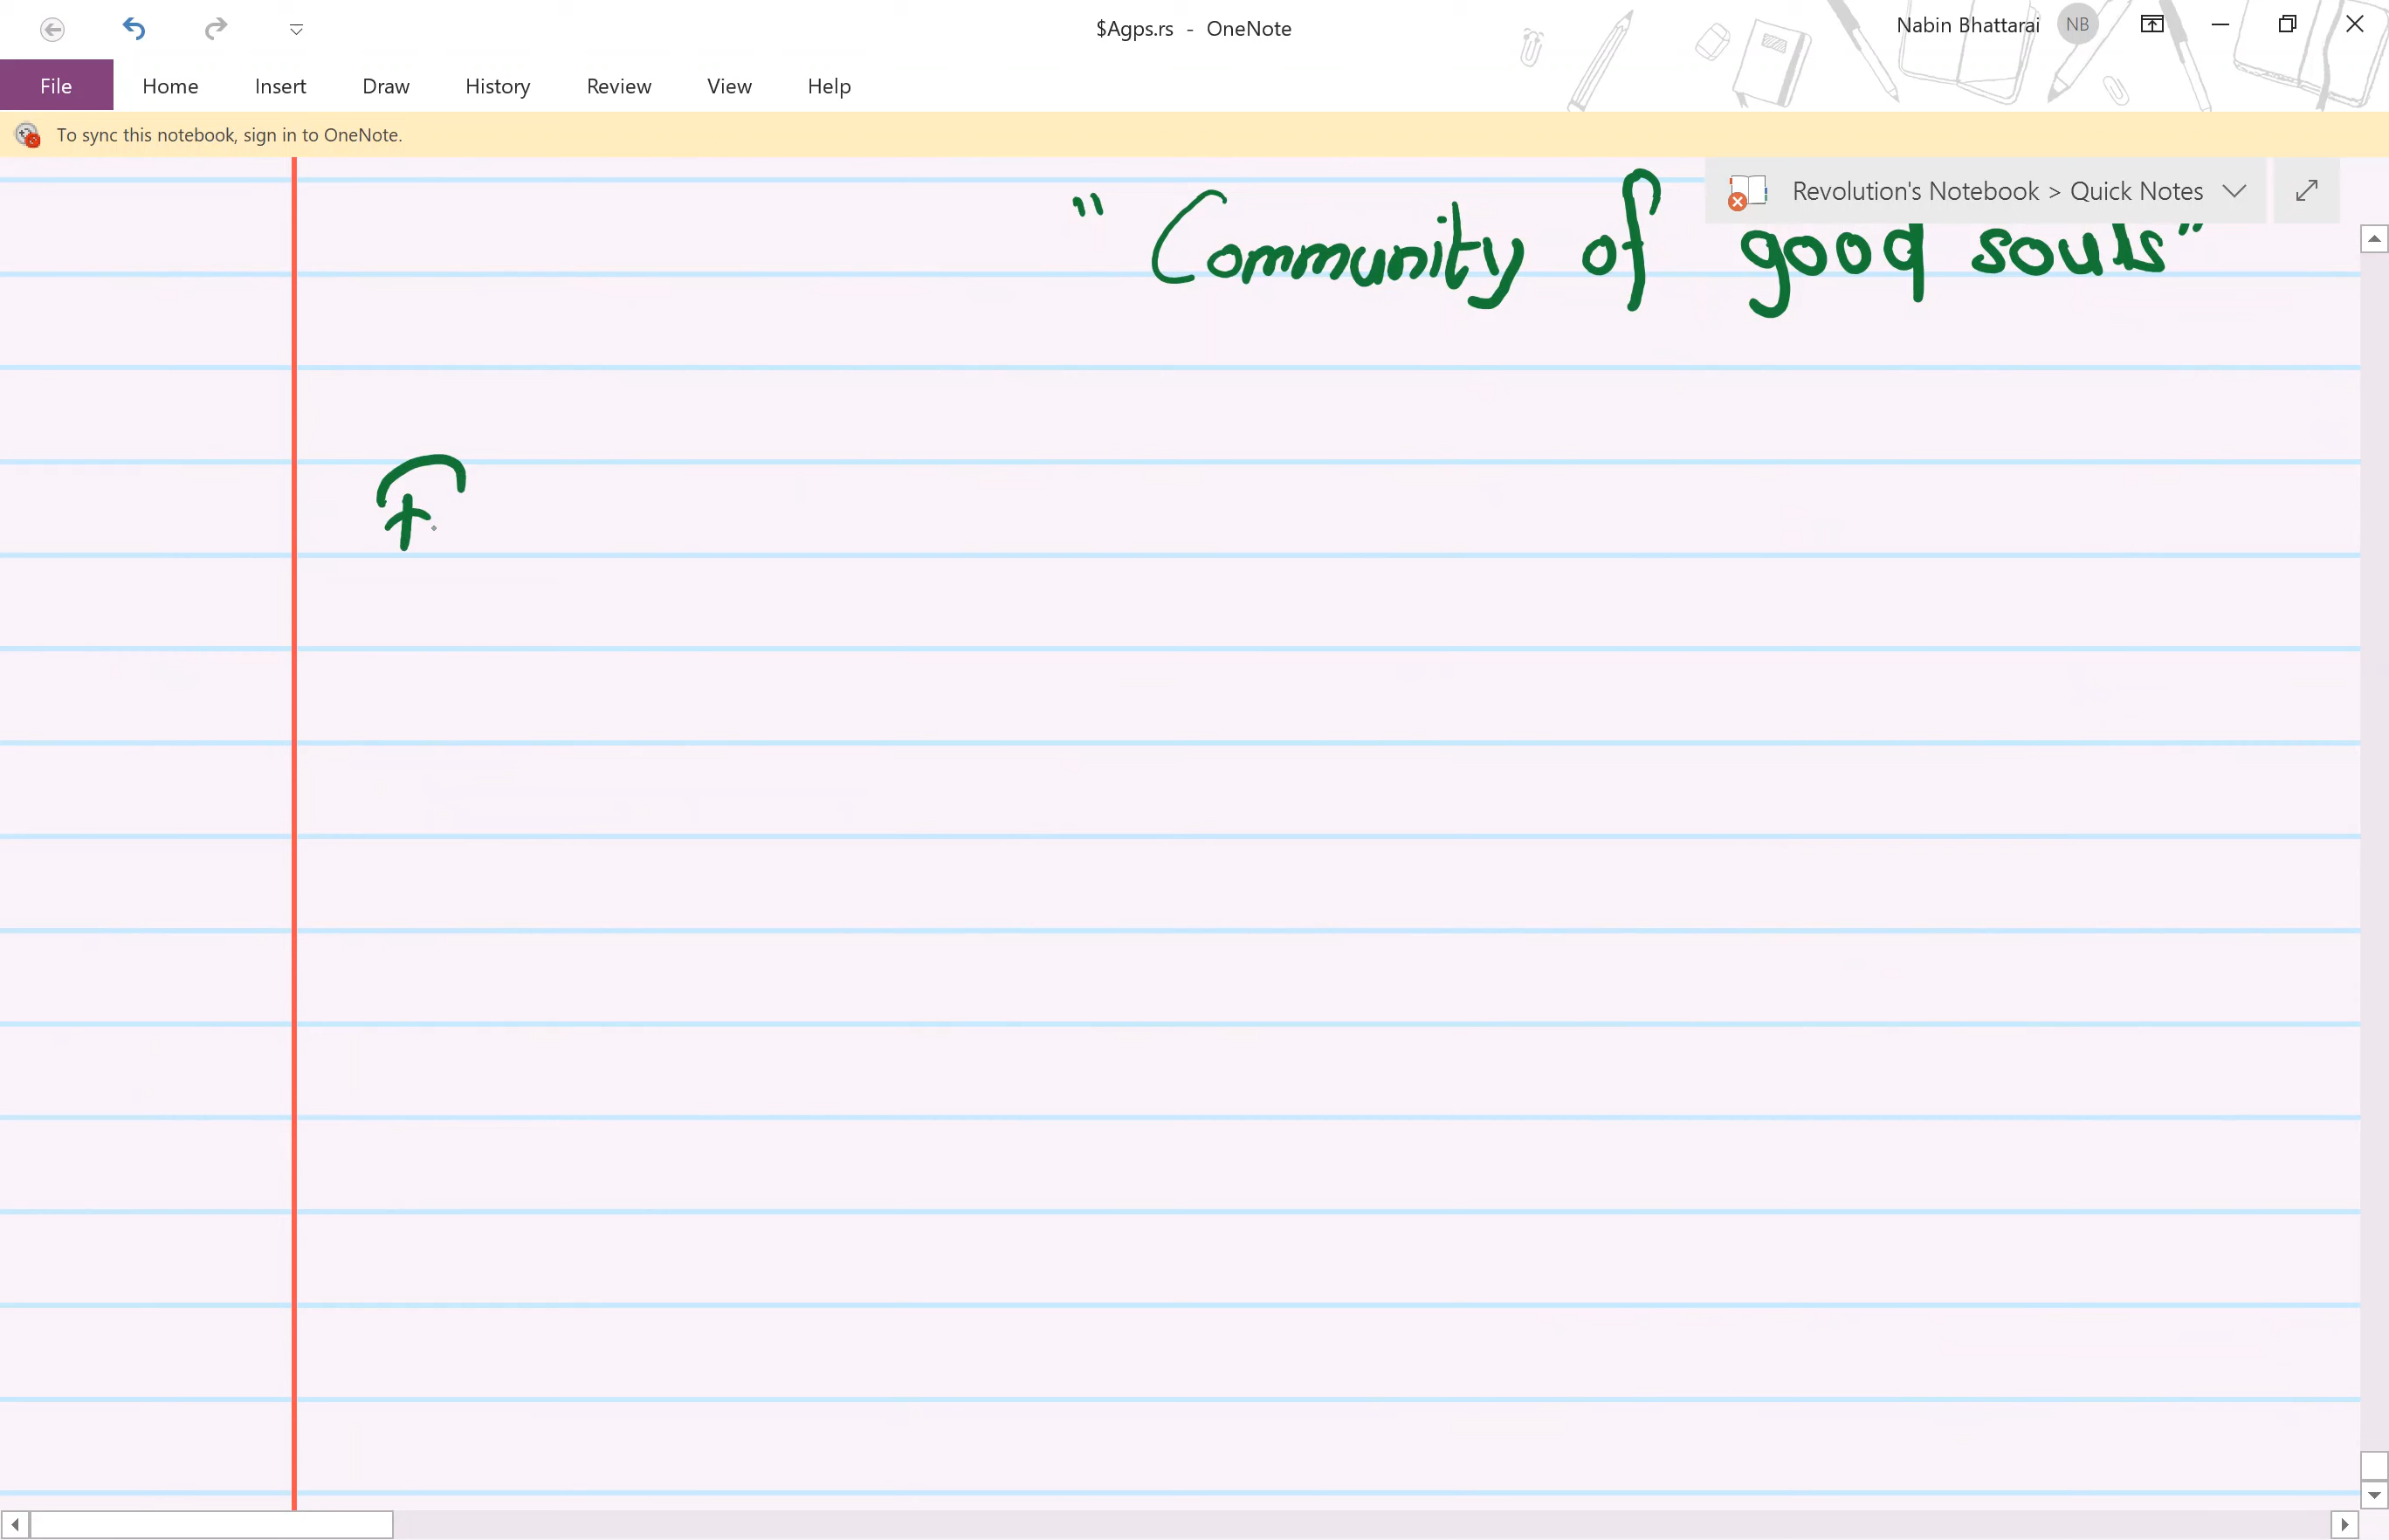 $Agps.rs - OneNote
Nabin Bhattarai NB
File Home Insert Draw History Review View Help
To sync this notebook, sign in to OneNote.
Revolution's Notebook > Quick Notes
"Community of good souls"